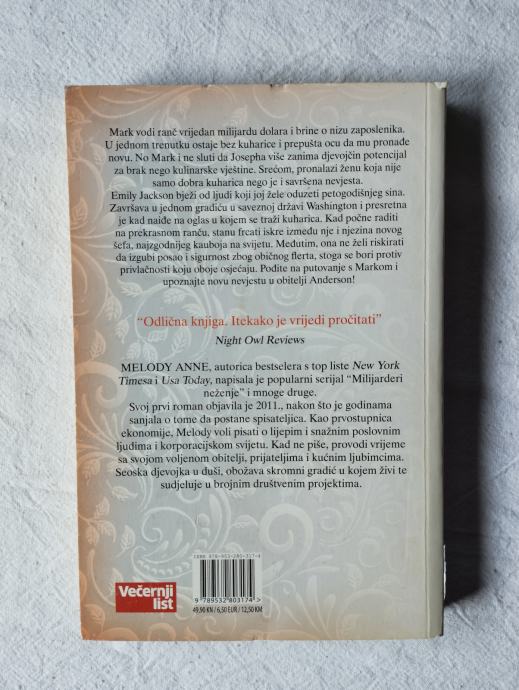 Mark vodi ranč vrijedan milijardu dolara i brine o nizu zaposlenika.
U jednom trenutku ostaje bez kuharice i prepušta ocu da mu pronađe
novu. No Mark i ne sluti da Josepha više zanima djevojčin potencijal
za brak nego kulinarske vještine. Srećom, pronalazi ženu koja nije
samo dobra kuharica nego je i savršena nevjesta.
Emily Jackson bježi od ljudi koji joj žele oduzeti petogodišnjeg sina.
Završava u jednom gradiću u saveznoj državi Washington i presretna
je kad naiđe na oglas u kojem se traži kuharica. Kad počne raditi
na prekrasnom ranču, stanu frcati iskre između nje i njezina novog
šefa, najzgodnijeg kauboja na svijetu. Međutim, ona ne želi riskirati
da izgubi posao i sigurnost zbog običnog flerta, stoga se bori protiv
privlačnosti koju oboje osjećaju. Pođite na putovanje s Markom i
upoznajte novu nevjestu u obitelji Anderson!
“Odlična knjiga. Itekako je vrijedi pročitati”
Night Owl Reviews
MELODY ANNE, autorica bestselera s top liste New York
Timesa i Usa Today, napisala je popularni serijal “Milijarderi
neženje” i mnoge druge.
Svoj prvi roman objavila je 2011., nakon što je godinama
sanjala o tome da postane spisateljica. Kao prvostupnica
ekonomije, Melody voli pisati o lijepim i snažnim poslovnim
ljudima i korporacijskom svijetu. Kad ne piše, provodi vrijeme
sa svojom voljenom obitelji, prijateljima i kućnim ljubimcima.
Seoska djevojka u duši, obožava skromni gradić u kojem živi te
sudjeluje u brojnim društvenim projektima.
ISBN 978-953-280-317-4
9 789532 803174 >
49,90 KN / 6,50 EUR / 12,50 KM
Večernji
list